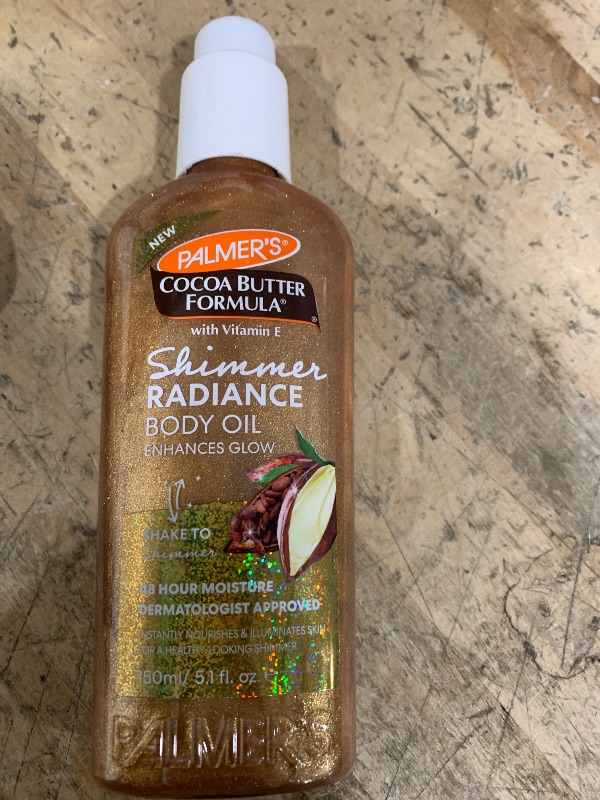 NEW
PALMER'S®
COCOA BUTTER
FORMULA®
with Vitamin E
Shimmer
RADIANCE
BODY OIL
ENHANCES GLOW
SHAKE TO
shimmer
48 HOUR MOISTURE
DERMATOLOGIST APPROVED
INSTANTLY NOURISHES & ILLUMINATES SKIN
FOR A HEALTHY-LOOKING SHIMMER
150ml/ 5.1 fl. oz. ℮
PALMER'S